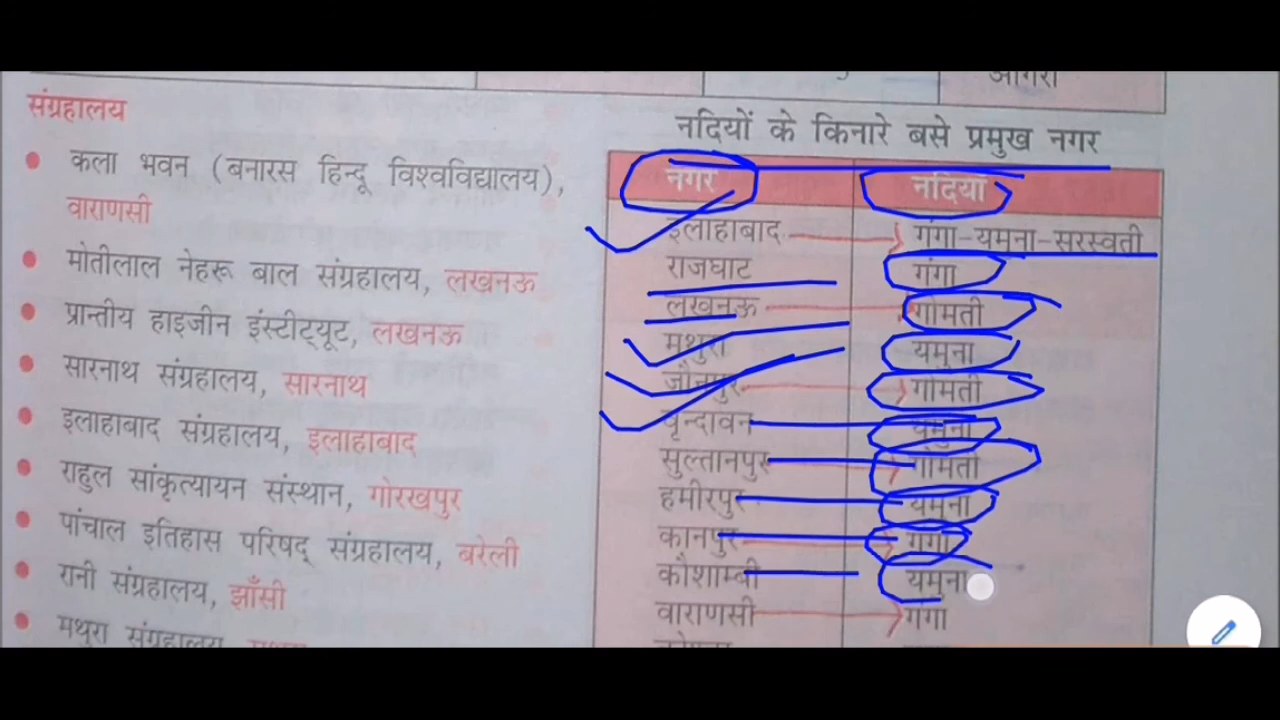 आगरा
संग्रहालय
कला भवन (बनारस हिन्दू विश्वविद्यालय),
वाराणसी
मोतीलाल नेहरू बाल संग्रहालय, लखनऊ
प्रान्तीय हाइजीन इंस्टीट्यूट, लखनऊ
सारनाथ संग्रहालय, सारनाथ
इलाहाबाद संग्रहालय, इलाहाबाद
राहुल सांकृत्यायन संस्थान, गोरखपुर
पांचाल इतिहास परिषद् संग्रहालय, बरेली
रानी संग्रहालय, झाँसी
मथुरा संग्रहालय, मथुरा
नदियों के किनारे बसे प्रमुख नगर
नगर नदियाँ
इलाहाबाद गंगा-यमुना-सरस्वती
राजघाट गंगा
लखनऊ गोमती
मथुरा यमुना
जौनपुर गोमती
वृन्दावन यमुना
सुल्तानपुर गोमती
हमीरपुर यमुना
कानपुर गंगा
कौशाम्बी यमुना
वाराणसी गंगा